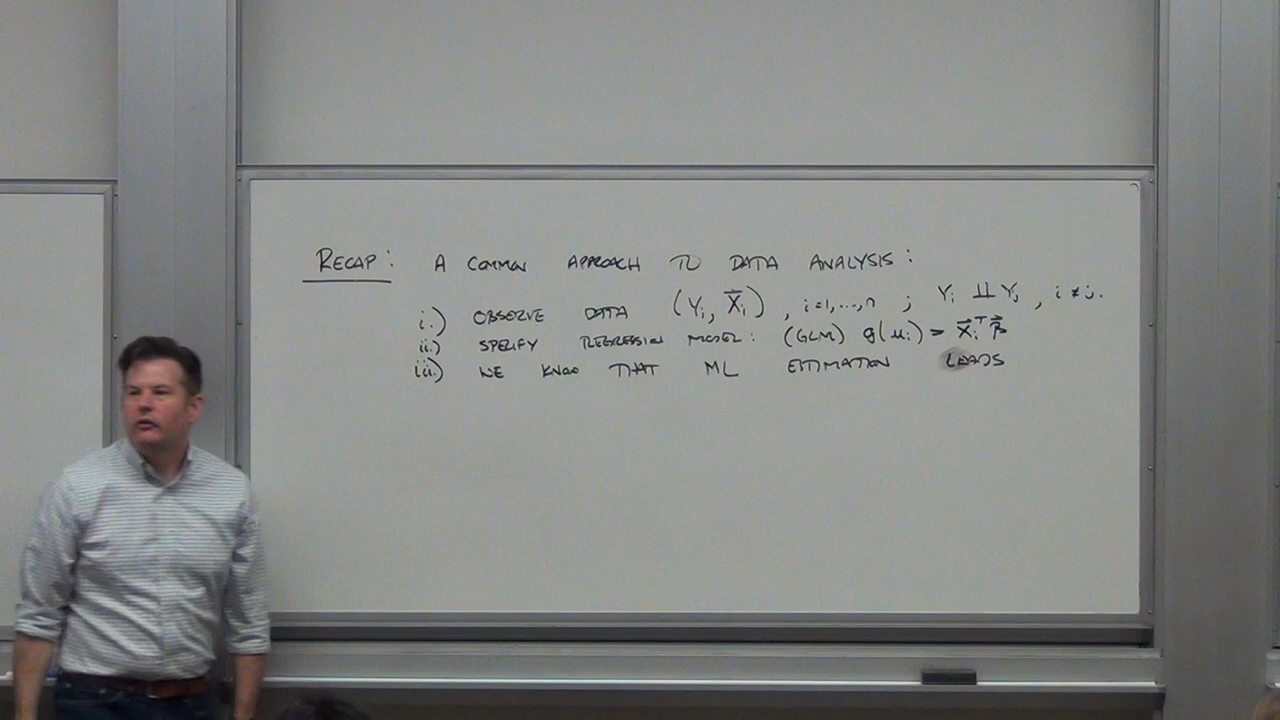 RECAP: A COMMON APPROACH TO DATA ANALYSIS:
i.) OBSERVE DATA (Yᵢ, X⃗ᵢ) , i=1,...,n ; Yᵢ ⫫ Yⱼ , i ≠ j.
ii.) SPECIFY REGRESSION MODEL: (GLM) g(μᵢ) = X⃗ᵢᵀβ⃗
iii.) WE KNOW THAT ML ESTIMATION LEADS